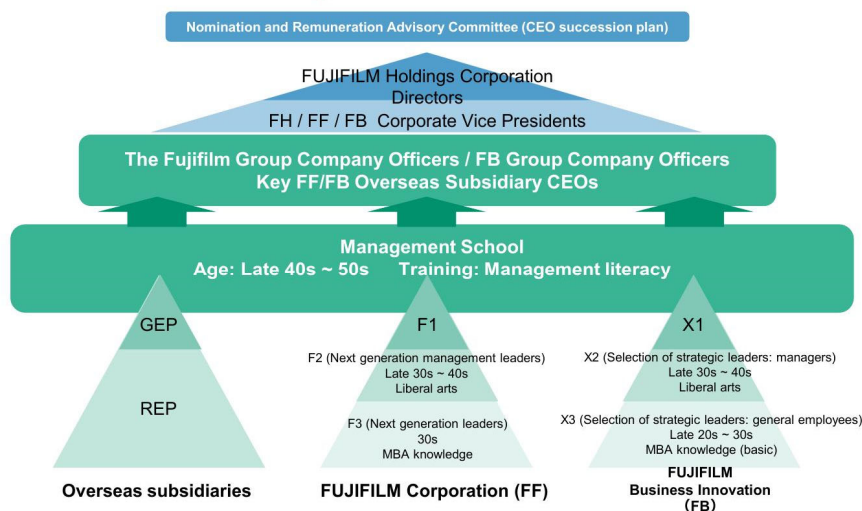 Nomination and Remuneration Advisory Committee (CEO succession plan)
FUJIFILM Holdings Corporation
Directors
FH / FF / FB Corporate Vice Presidents
The Fujifilm Group Company Officers / FB Group Company Officers
Key FF/FB Overseas Subsidiary CEOs
Management School
Age: Late 40s ~ 50s Training: Management literacy
GEP
REP
Overseas subsidiaries
F1
F2 (Next generation management leaders)
Late 30s ~ 40s
Liberal arts
F3 (Next generation leaders)
30s
MBA knowledge
FUJIFILM Corporation (FF)
X1
X2 (Selection of strategic leaders: managers)
Late 30s ~ 40s
Liberal arts
X3 (Selection of strategic leaders: general employees)
Late 20s ~ 30s
MBA knowledge (basic)
FUJIFILM
Business Innovation
(FB)